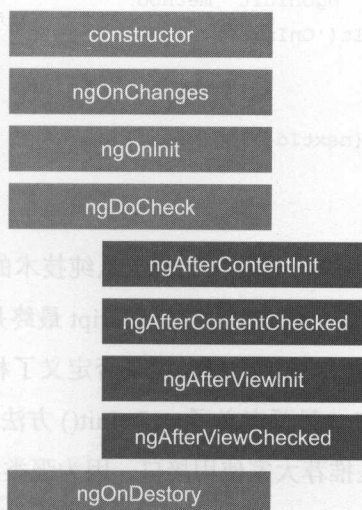 constructor
ngOnChanges
ngOnInit
ngDoCheck
ngAfterContentInit
ngAfterContentChecked
ngAfterViewInit
ngAfterViewChecked
ngOnDestory